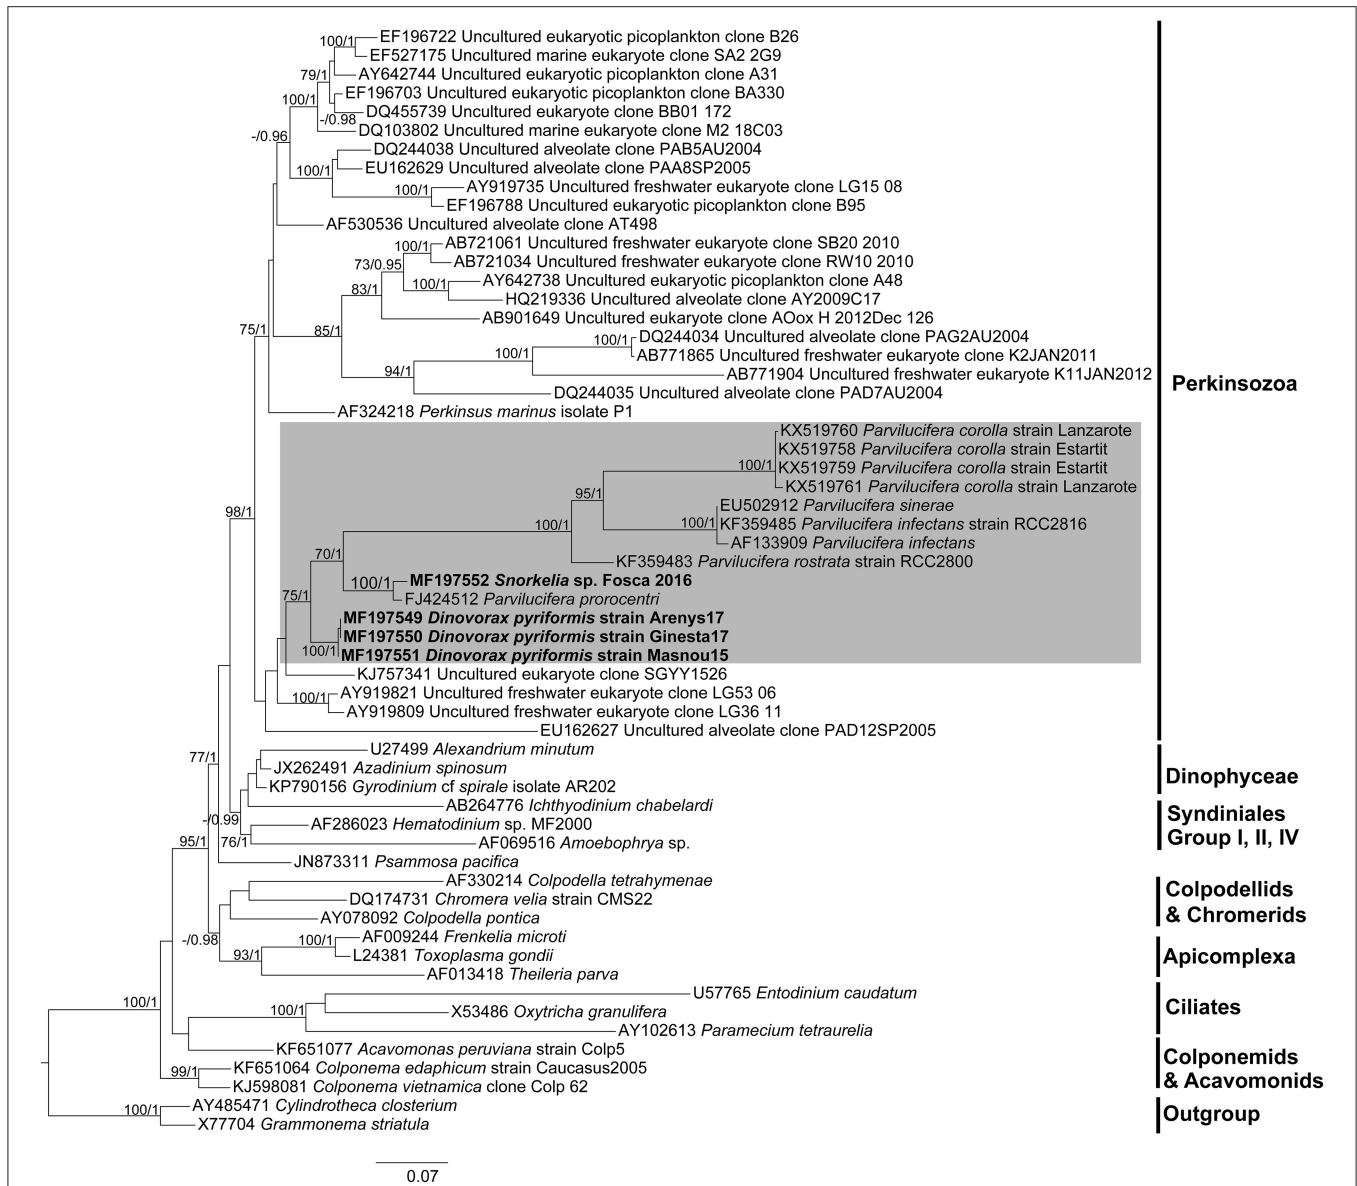 100/1
EF196722 Uncultured eukaryotic picoplankton clone B26
EF527175 Uncultured marine eukaryote clone SA2 2G9
79/1
AY642744 Uncultured eukaryotic picoplankton clone A31
100/1
EF196703 Uncultured eukaryotic picoplankton clone BA330
DQ455739 Uncultured eukaryote clone BB01 172
-/0.98
DQ103802 Uncultured marine eukaryote clone M2 18C03
-/0.96
DQ244038 Uncultured alveolate clone PAB5AU2004
100/1
EU162629 Uncultured alveolate clone PAA8SP2005
100/1
AY919735 Uncultured freshwater eukaryote clone LG15 08
EF196788 Uncultured eukaryotic picoplankton clone B95
AF530536 Uncultured alveolate clone AT498
100/1
AB721061 Uncultured freshwater eukaryote clone SB20 2010
AB721034 Uncultured freshwater eukaryote clone RW10 2010
73/0.95
100/1
AY642738 Uncultured eukaryotic picoplankton clone A48
83/1
HQ219336 Uncultured alveolate clone AY2009C17
AB901649 Uncultured eukaryote clone AOox H 2012Dec 126
75/1
85/1
100/1
DQ244034 Uncultured alveolate clone PAG2AU2004
100/1
AB771865 Uncultured freshwater eukaryote clone K2JAN2011
94/1
AB771904 Uncultured freshwater eukaryote K11JAN2012
DQ244035 Uncultured alveolate clone PAD7AU2004
Perkinsozoa
AF324218 Perkinsus marinus isolate P1
KX519760 Parvilucifera corolla strain Lanzarote
KX519758 Parvilucifera corolla strain Estartit
100/1
KX519759 Parvilucifera corolla strain Estartit
KX519761 Parvilucifera corolla strain Lanzarote
95/1
EU502912 Parvilucifera sinerae
98/1
100/1
100/1
KF359485 Parvilucifera infectans strain RCC2816
AF133909 Parvilucifera infectans
70/1
KF359483 Parvilucifera rostrata strain RCC2800
100/1
MF197552 Snorkelia sp. Fosca 2016
75/1
FJ424512 Parvilucifera prorocentri
MF197549 Dinovorax pyriformis strain Arenys17
MF197550 Dinovorax pyriformis strain Ginesta17
100/1
MF197551 Dinovorax pyriformis strain Masnou15
KJ757341 Uncultured eukaryote clone SGYY1526
100/1
AY919821 Uncultured freshwater eukaryote clone LG53 06
AY919809 Uncultured freshwater eukaryote clone LG36 11
EU162627 Uncultured alveolate clone PAD12SP2005
77/1
U27499 Alexandrium minutum
JX262491 Azadinium spinosum
Dinophyceae
KP790156 Gyrodinium cf spirale isolate AR202
AB264776 Ichthyodinium chabelardi
-/0.99
AF286023 Hematodinium sp. MF2000
Syndiniales
Group I, II, IV
95/1
76/1
AF069516 Amoebophrya sp.
JN873311 Psammosa pacifica
AF330214 Colpodella tetrahymenae
DQ174731 Chromera velia strain CMS22
Colpodellids
& Chromerids
AY078092 Colpodella pontica
-/0.98
100/1
AF009244 Frenkelia microti
93/1
L24381 Toxoplasma gondii
Apicomplexa
AF013418 Theileria parva
100/1
100/1
U57765 Entodinium caudatum
X53486 Oxytricha granulifera
Ciliates
AY102613 Paramecium tetraurelia
KF651077 Acavomonas peruviana strain Colp5
99/1
KF651064 Colponema edaphicum strain Caucasus2005
KJ598081 Colponema vietnamica clone Colp 62
Colponemids
& Acavomonids
100/1
AY485471 Cylindrotheca closterium
X77704 Grammonema striatula
Outgroup
0.07